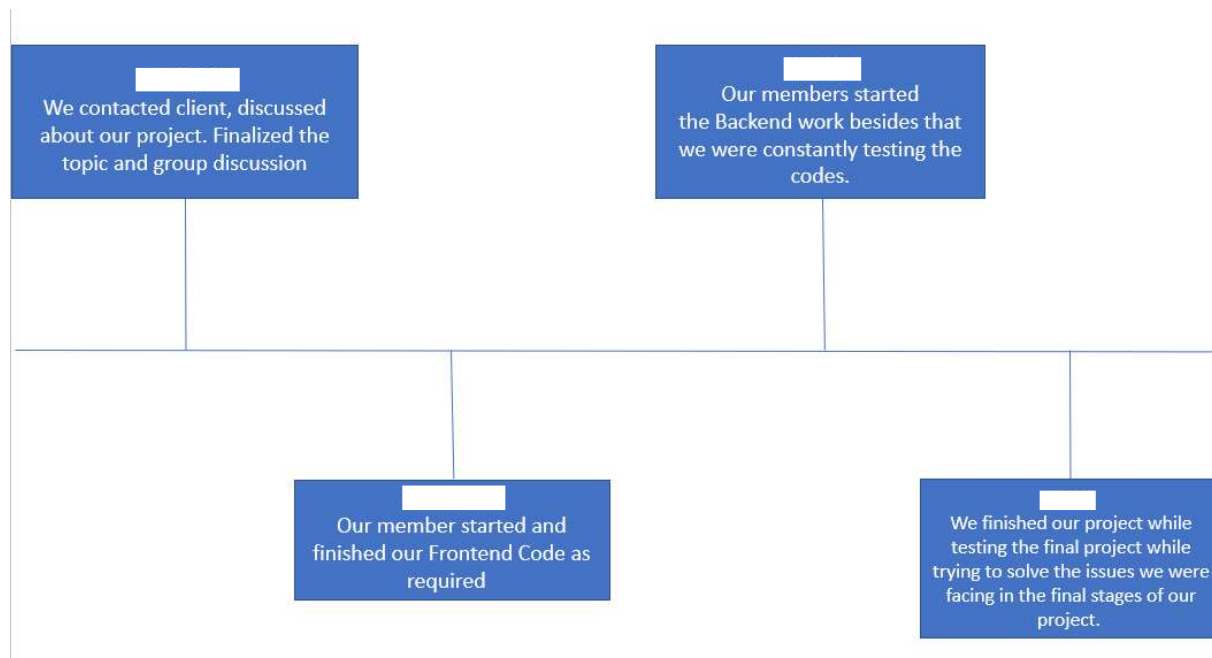 We contacted client, discussed
about our project. Finalized the
topic and group discussion
Our member started and
finished our Frontend Code as
required
Our members started
the Backend work besides that
we were constantly testing the
codes.
We finished our project while
testing the final project while
trying to solve the issues we were
facing in the final stages of our
project.